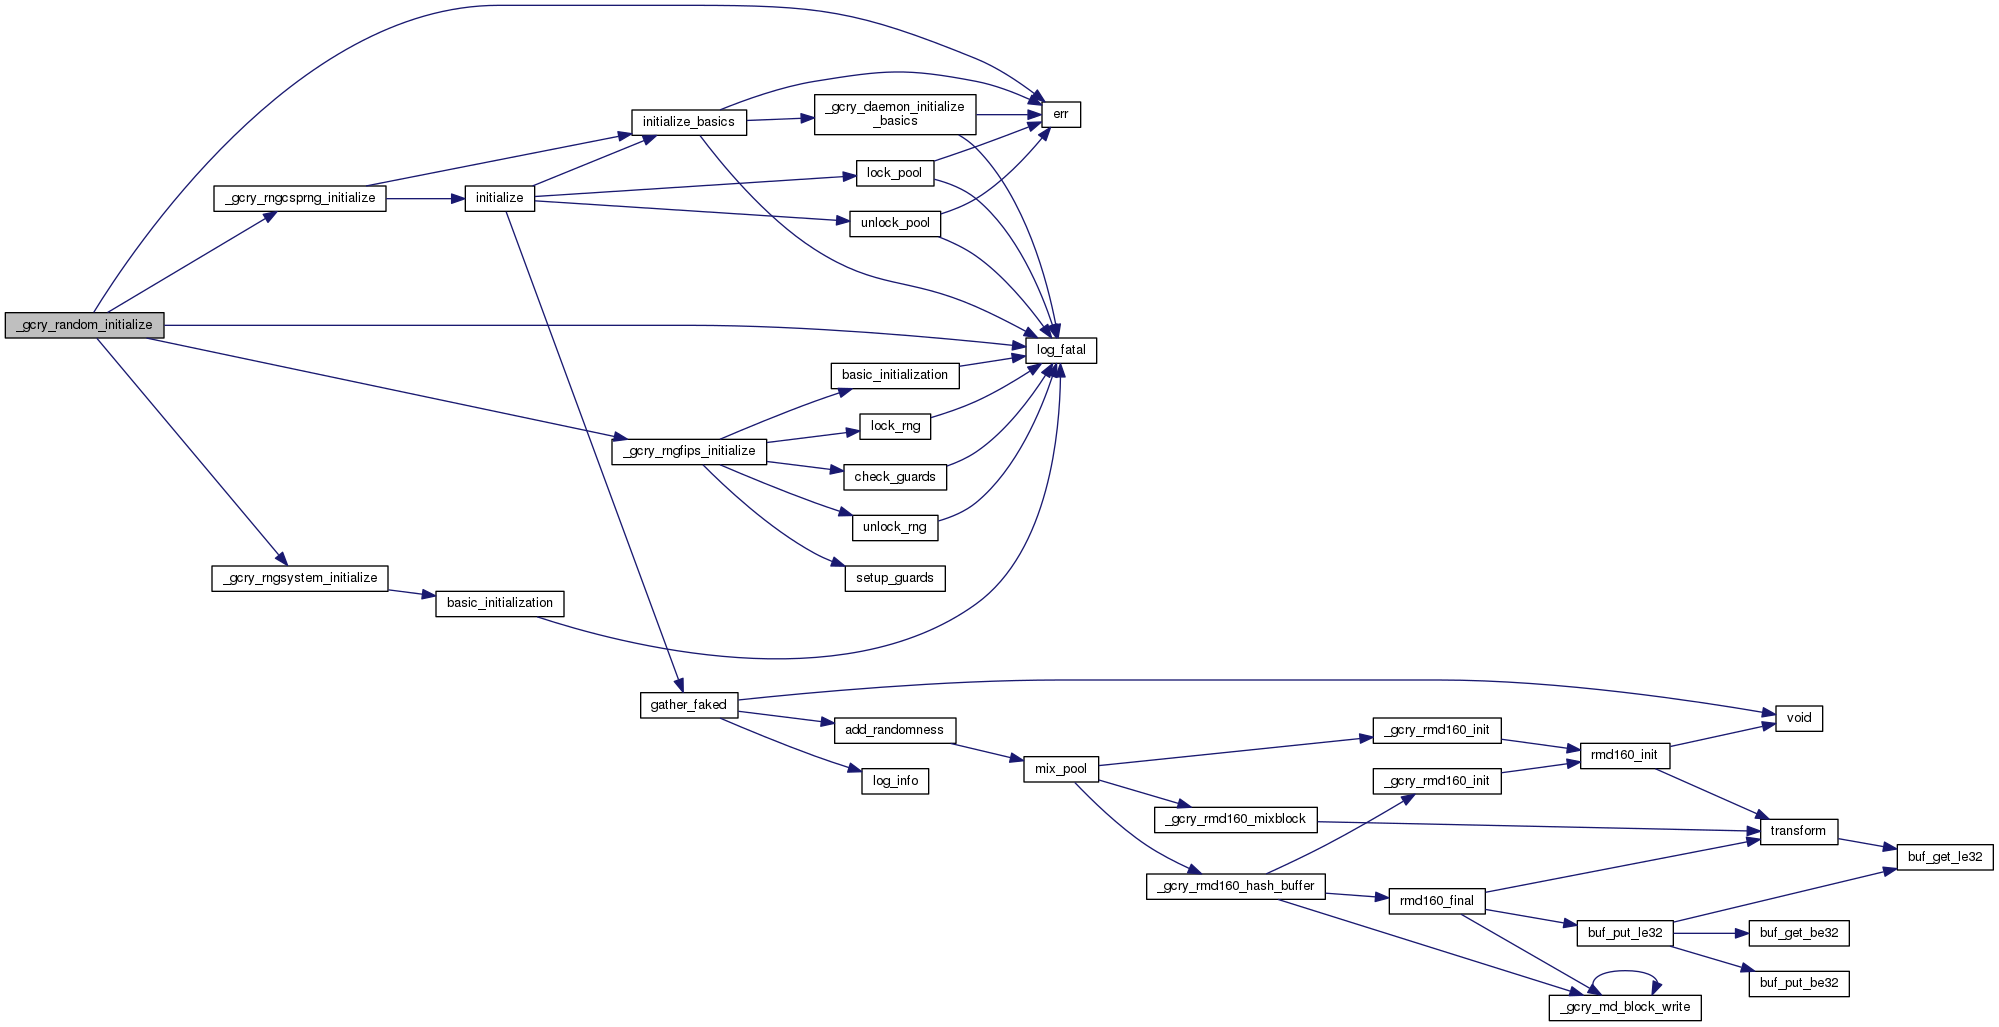 _gcry_random_initialize
_gcry_rngcsprng_initialize
initialize
initialize_basics
_gcry_daemon_initialize
_basics
err
lock_pool
unlock_pool
log_fatal
basic_initialization
lock_rng
_gcry_rngfips_initialize
check_guards
unlock_rng
setup_guards
_gcry_rngsystem_initialize
basic_initialization
gather_faked
add_randomness
log_info
mix_pool
_gcry_rmd160_init
_gcry_rmd160_init
_gcry_rmd160_mixblock
_gcry_rmd160_hash_buffer
rmd160_final
rmd160_init
void
transform
buf_get_le32
buf_put_le32
buf_get_be32
buf_put_be32
_gcry_md_block_write